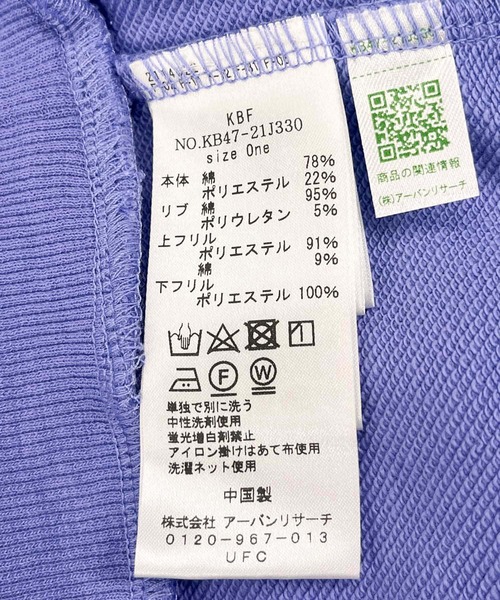 KBF
NO.KB47-21J330
size One
本体 綿 78%
ポリエステル 22%
リブ 綿 95%
ポリウレタン 5%
上フリル
ポリエステル 91%
綿 9%
下フリル
ポリエステル 100%
単独で別に洗う
中性洗剤使用
蛍光増白剤禁止
アイロン掛けはあて布使用
洗濯ネット使用
中国製
株式会社 アーバンリサーチ
0120-967-013
UFC
商品の関連情報
(株)アーバンリサーチ